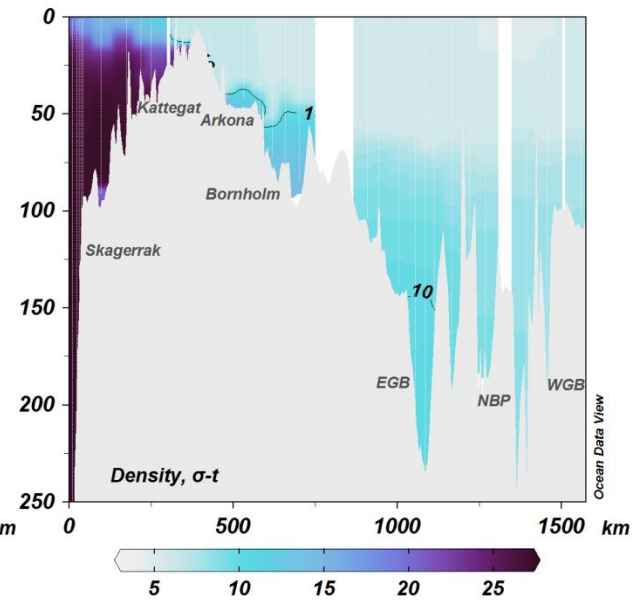 0
50
100
150
200
250
Kattegat
Arkona
1
Bornholm
Skagerrak
10
EGB
NBP
WGB
Density, σ-t
Ocean Data View
m
0
500
1000
1500
km
5
10
15
20
25